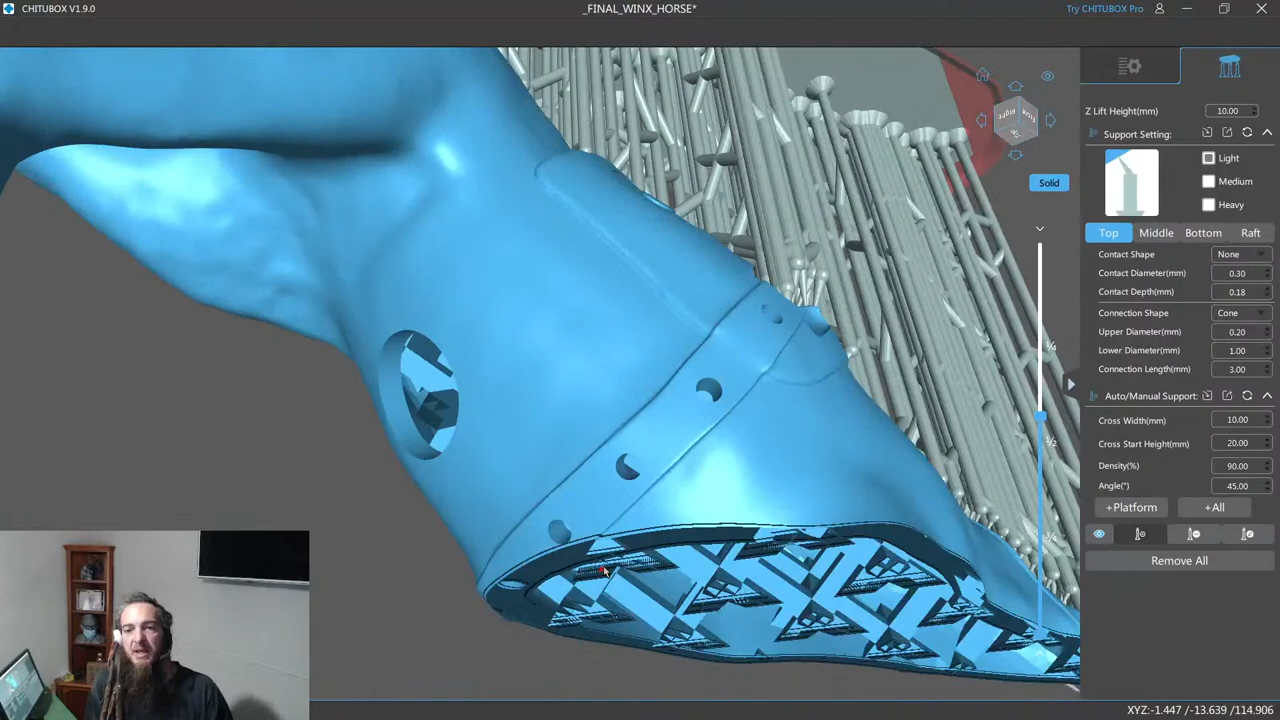 CHITUBOX V1.9.0
_FINAL_WINX_HORSE*
Try CHITUBOX Pro
Z Lift Height(mm) 10.00
Support Setting:
Light
Medium
Heavy
Solid
Top Middle Bottom Raft
Contact Shape None
Contact Diameter(mm) 0.30
Contact Depth(mm) 0.18
Connection Shape Cone
Upper Diameter(mm) 0.20
Lower Diameter(mm) 1.00
Connection Length(mm) 3.00
Auto/Manual Support:
Cross Width(mm) 10.00
Cross Start Height(mm) 20.00
Density(%) 90.00
Angle(°) 45.00
+Platform +All
Remove All
XYZ:-1.447 /-13.639 /114.906